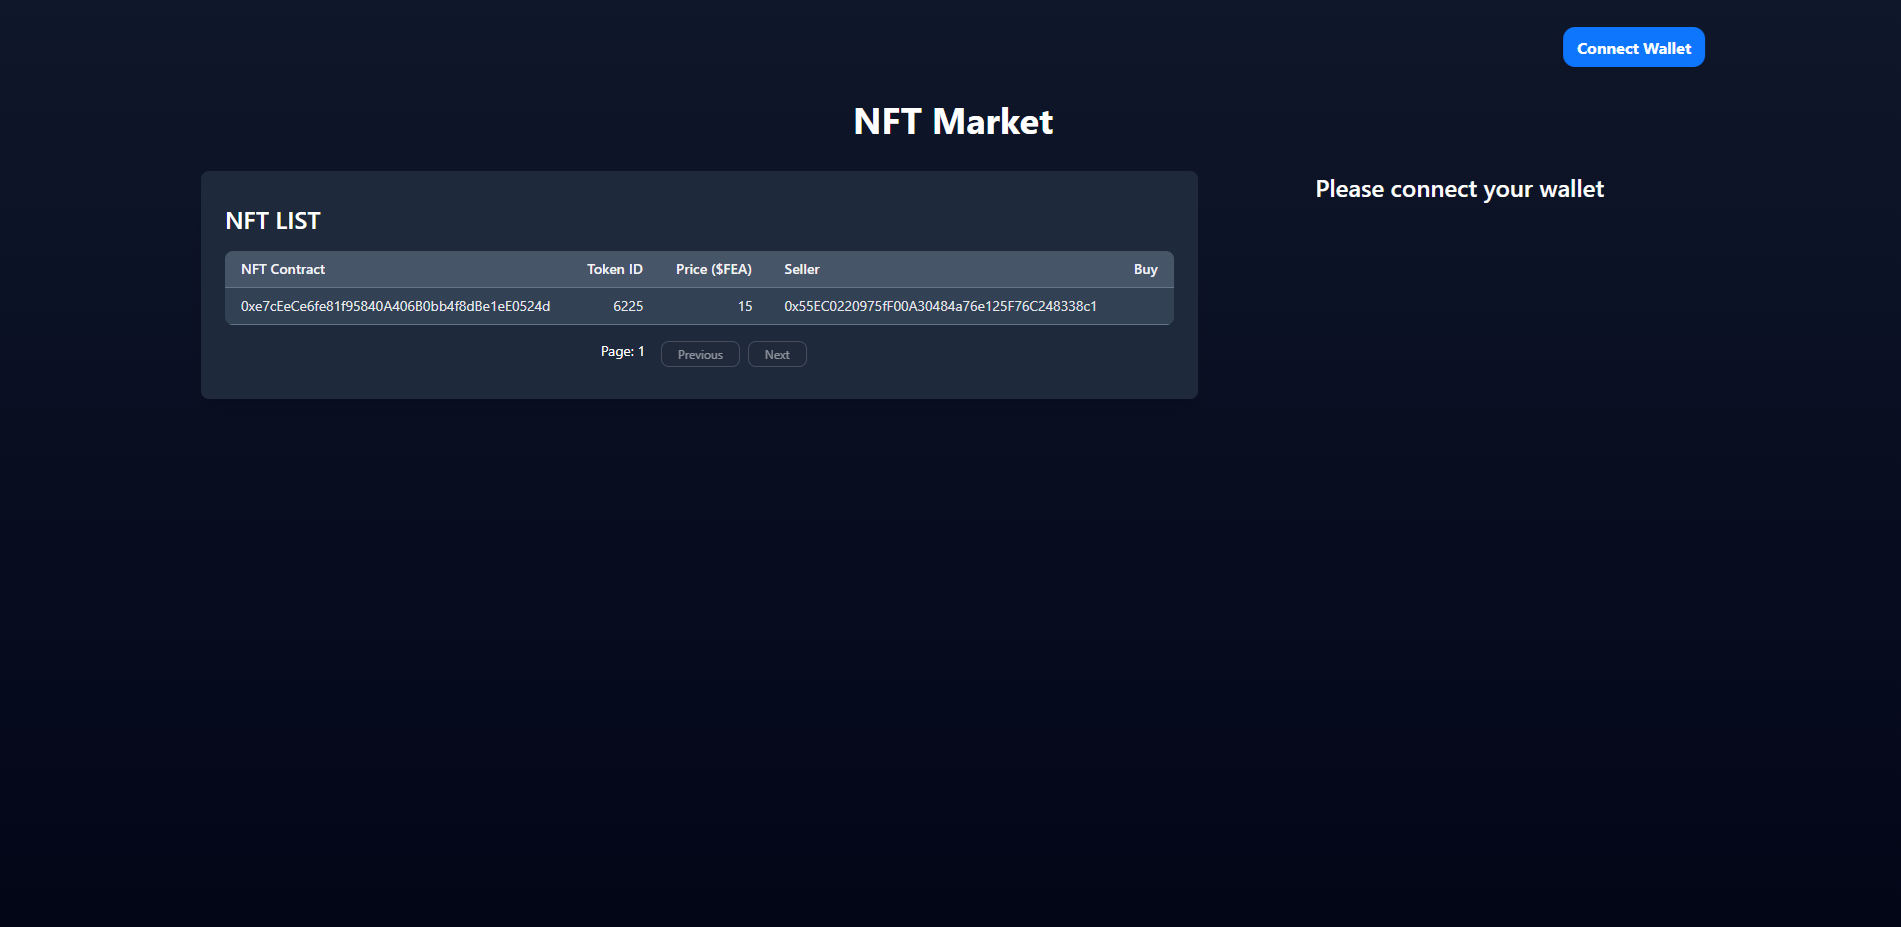 Connect Wallet
NFT Market
Please connect your wallet
NFT LIST
NFT Contract Token ID Price ($FEA) Seller Buy
0xe7cEeCe6fe81f95840A406B0bb4f8dBe1eE0524d 6225 15 0x55EC0220975fF00A30484a76e125F76C248338c1
Page: 1 Previous Next